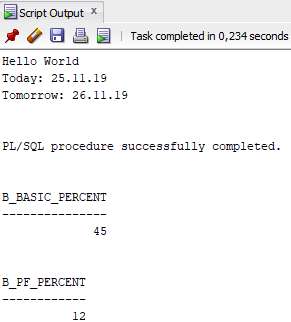 Script Output x
Task completed in 0,234 seconds
Hello World
Today: 25.11.19
Tomorrow: 26.11.19
PL/SQL procedure successfully completed.
B_BASIC_PERCENT
---------------
45
B_PF_PERCENT
------------
12